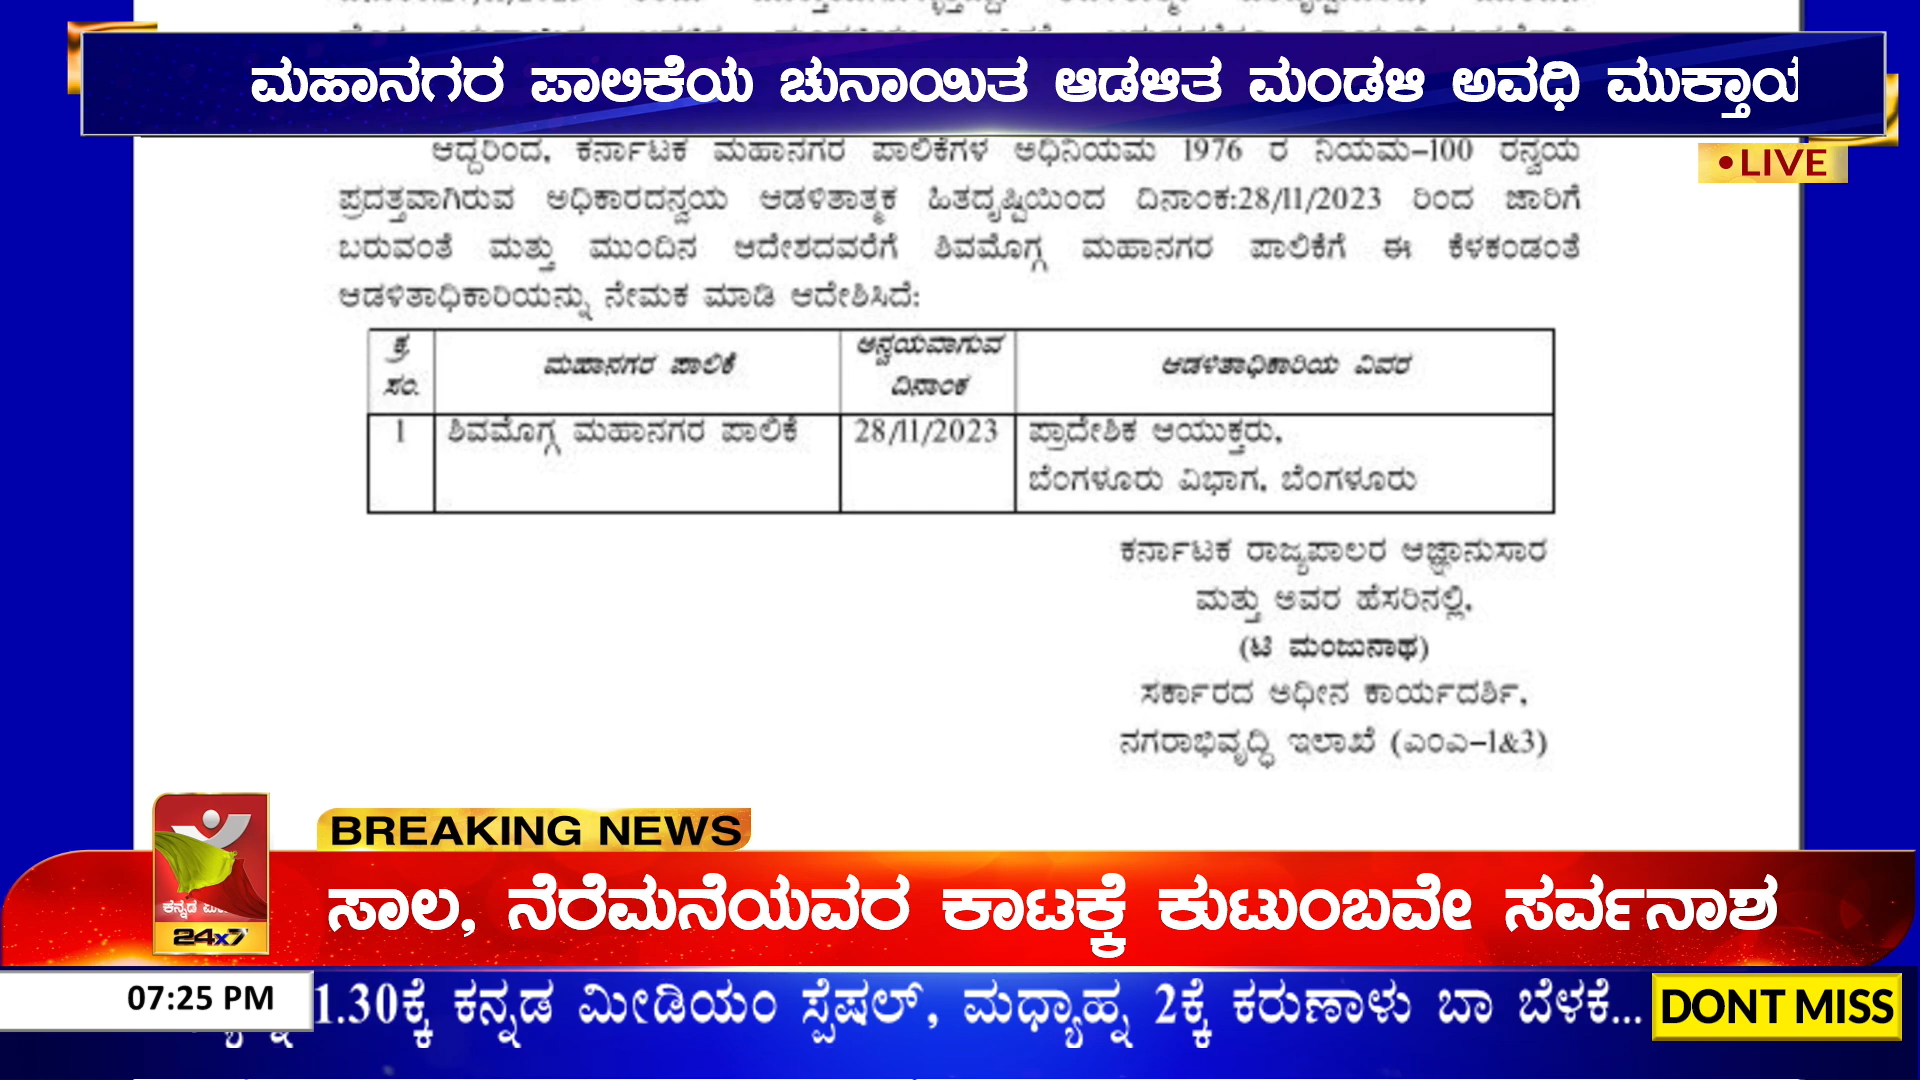 ಮಹಾನಗರ ಪಾಲಿಕೆಯ ಚುನಾಯಿತ ಆಡಳಿತ ಮಂಡಳಿ ಅವಧಿ ಮುಕ್ತಾಯ
• LIVE
ಆದ್ದರಿಂದ, ಕರ್ನಾಟಕ ಮಹಾನಗರ ಪಾಲಿಕೆಗಳ ಅಧಿನಿಯಮ 1976 ರ ನಿಯಮ-100 ರನ್ವಯ
ಪ್ರದತ್ತವಾಗಿರುವ ಅಧಿಕಾರದನ್ವಯ ಆಡಳಿತಾತ್ಮಕ ಹಿತದೃಷ್ಟಿಯಿಂದ ದಿನಾಂಕ:28/11/2023 ರಿಂದ ಜಾರಿಗೆ
ಬರುವಂತೆ ಮತ್ತು ಮುಂದಿನ ಆದೇಶದವರೆಗೆ ಶಿವಮೊಗ್ಗ ಮಹಾನಗರ ಪಾಲಿಕೆಗೆ ಈ ಕೆಳಕಂಡಂತೆ
ಆಡಳಿತಾಧಿಕಾರಿಯನ್ನು ನೇಮಕ ಮಾಡಿ ಆದೇಶಿಸಿದೆ:
ಕ್ರ ಸಂ. ಮಹಾನಗರ ಪಾಲಿಕೆ ಅನ್ವಯವಾಗುವ ದಿನಾಂಕ ಆಡಳಿತಾಧಿಕಾರಿಯ ವಿವರ
1 ಶಿವಮೊಗ್ಗ ಮಹಾನಗರ ಪಾಲಿಕೆ 28/11/2023 ಪ್ರಾದೇಶಿಕ ಆಯುಕ್ತರು,
ಬೆಂಗಳೂರು ವಿಭಾಗ, ಬೆಂಗಳೂರು
ಕರ್ನಾಟಕ ರಾಜ್ಯಪಾಲರ ಆಜ್ಞಾನುಸಾರ
ಮತ್ತು ಅವರ ಹೆಸರಿನಲ್ಲಿ,
(ಟಿ ಮಂಜುನಾಥ)
ಸರ್ಕಾರದ ಅಧೀನ ಕಾರ್ಯದರ್ಶಿ,
ನಗರಾಭಿವೃದ್ಧಿ ಇಲಾಖೆ (ಎಂಎ-1&3)
BREAKING NEWS
ಸಾಲ, ನೆರೆಮನೆಯವರ ಕಾಟಕ್ಕೆ ಕುಟುಂಬವೇ ಸರ್ವನಾಶ
ಕನ್ನಡ
24x7
07:25 PM
1.30ಕ್ಕೆ ಕನ್ನಡ ಮೀಡಿಯಂ ಸ್ಪೆಷಲ್, ಮಧ್ಯಾಹ್ನ 2ಕ್ಕೆ ಕರುಣಾಳು ಬಾ ಬೆಳಕೆ...
DONT MISS